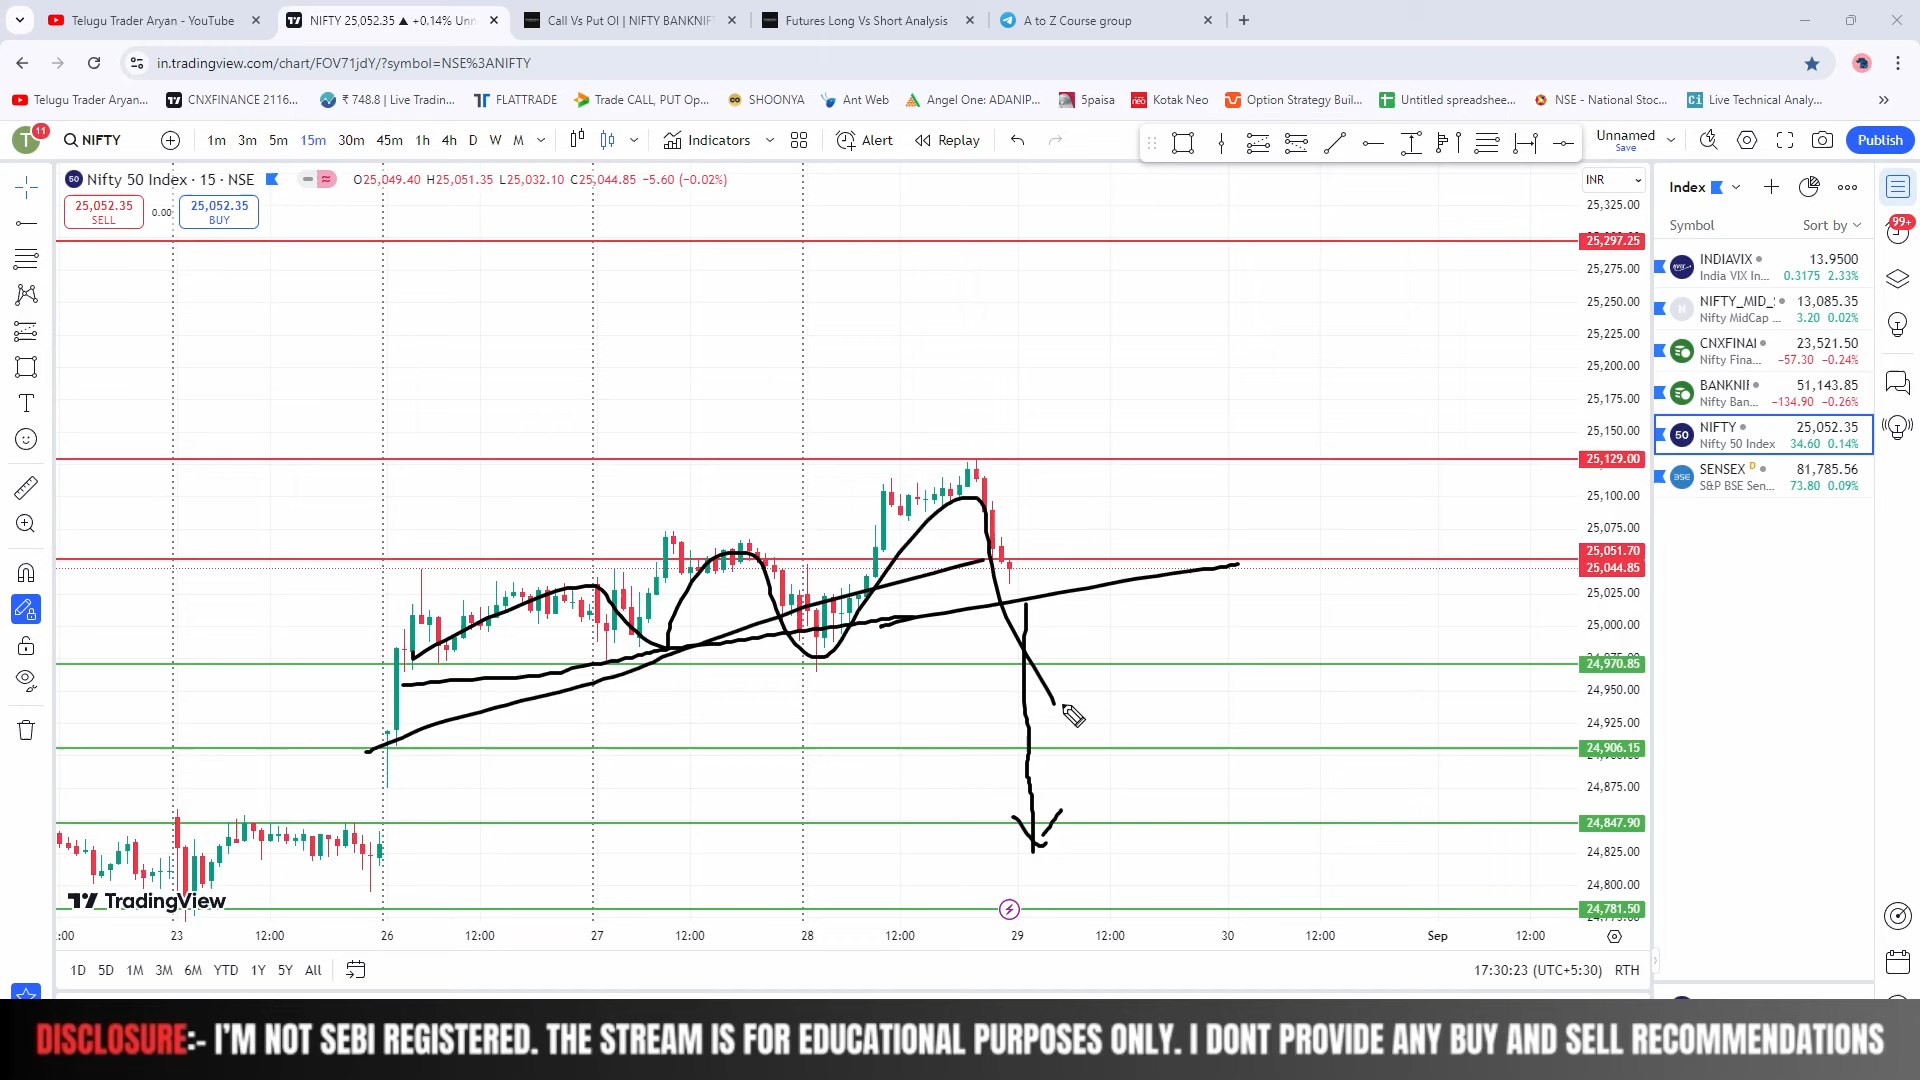 Telugu Trader Aryan - YouTube
NIFTY 25,052.35 ▲ +0.14% Unn
Call Vs Put OI | NIFTY BANKNIFT
Futures Long Vs Short Analysis
A to Z Course group
in.tradingview.com/chart/FOV71jdY/?symbol=NSE%3ANIFTY
Telugu Trader Aryan...
CNXFINANCE 2116...
₹ 748.8 | Live Tradin...
FLATTRADE
Trade CALL, PUT Op...
SHOONYA
Ant Web
Angel One: ADANIP...
5paisa
Kotak Neo
Option Strategy Buil...
Untitled spreadshee...
NSE - National Stoc...
Live Technical Analy...
T
11
NIFTY
1m 3m 5m 15m 30m 45m 1h 4h D W M
Indicators
Alert
Replay
Unnamed
Save
Publish
50 Nifty 50 Index · 15 · NSE
O25,049.40 H25,051.35 L25,032.10 C25,044.85 −5.60 (−0.02%)
25,052.35
SELL
0.00
25,052.35
BUY
INR
25,325.00
25,297.25
25,275.00
25,250.00
25,225.00
25,200.00
25,175.00
25,150.00
25,129.00
25,100.00
25,075.00
25,051.70
25,044.85
25,025.00
25,000.00
24,970.85
24,950.00
24,925.00
24,906.15
24,875.00
24,847.90
24,825.00
24,800.00
24,781.50
TradingView
:00 23 12:00 26 12:00 27 12:00 28 12:00 29 12:00 30 12:00 Sep 12:00
1D 5D 1M 3M 6M YTD 1Y 5Y All
17:30:23 (UTC+5:30) RTH
Index
Symbol
Sort by
99+
INDIAVIX 13.9500
India VIX In... 0.3175 2.33%
NIFTY_MID_ 13,085.35
Nifty MidCap ... 3.20 0.02%
CNXFINAI 23,521.50
Nifty Fina... −57.30 −0.24%
BANKNIF 51,143.85
Nifty Ban... −134.90 −0.26%
50 NIFTY 25,052.35
Nifty 50 Index 34.60 0.14%
BSE SENSEX D 81,785.56
S&P BSE Sen... 73.80 0.09%
DISCLOSURE:- I'M NOT SEBI REGISTERED. THE STREAM IS FOR EDUCATIONAL PURPOSES ONLY. I DONT PROVIDE ANY BUY AND SELL RECOMMENDATIONS